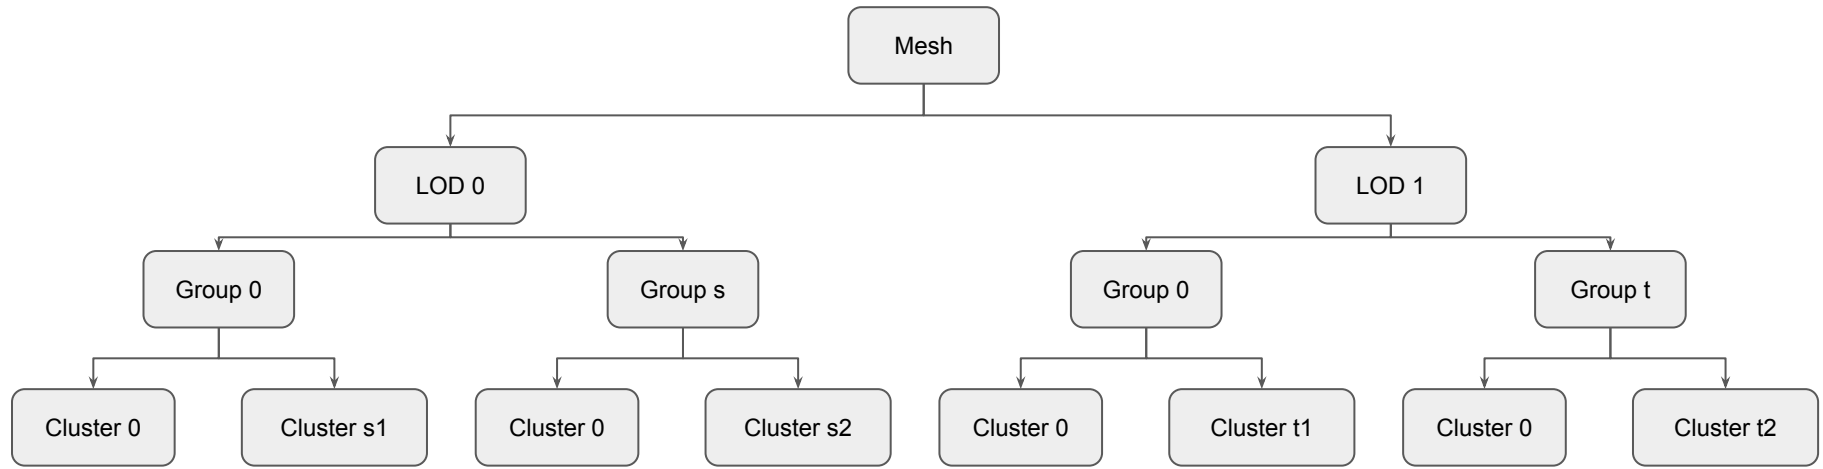 Mesh
LOD 0
LOD 1
Group 0
Group s
Group 0
Group t
Cluster 0
Cluster s1
Cluster 0
Cluster s2
Cluster 0
Cluster t1
Cluster 0
Cluster t2